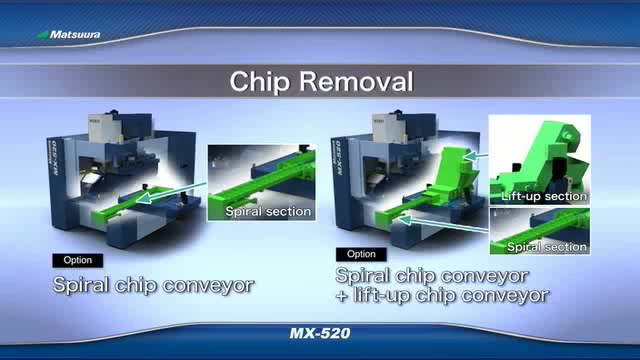 Matsuura
Chip Removal
MX-520
Spiral section
Option
Spiral chip conveyor
MX-520
Lift-up section
Spiral section
Option
Spiral chip conveyor
+ lift-up chip conveyor
MX-520